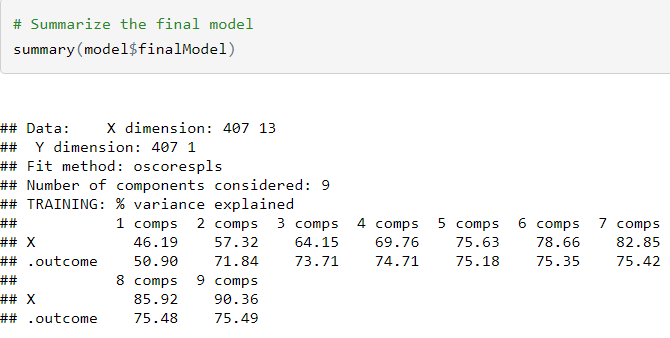 # Summarize the final model
summary(model$finalModel)
## Data:    X dimension: 407 13
##  Y dimension: 407 1
## Fit method: oscorespls
## Number of components considered: 9
## TRAINING: % variance explained
##           1 comps  2 comps  3 comps  4 comps  5 comps  6 comps  7 comps
## X           46.19    57.32    64.15    69.76    75.63    78.66    82.85
## .outcome    50.90    71.84    73.71    74.71    75.18    75.35    75.42
##           8 comps  9 comps
## X           85.92    90.36
## .outcome    75.48    75.49